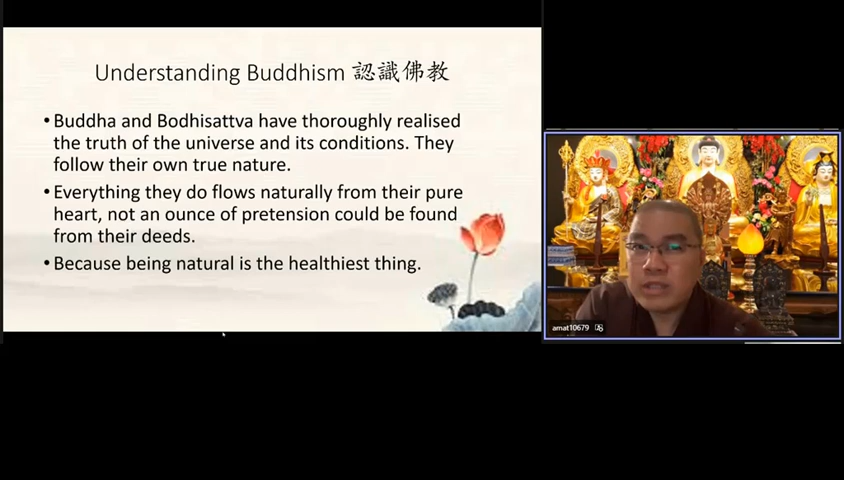 Understanding Buddhism 認識佛教
• Buddha and Bodhisattva have thoroughly realised
the truth of the universe and its conditions. They
follow their own true nature.
• Everything they do flows naturally from their pure
heart, not an ounce of pretension could be found
from their deeds.
• Because being natural is the healthiest thing.
amat10679